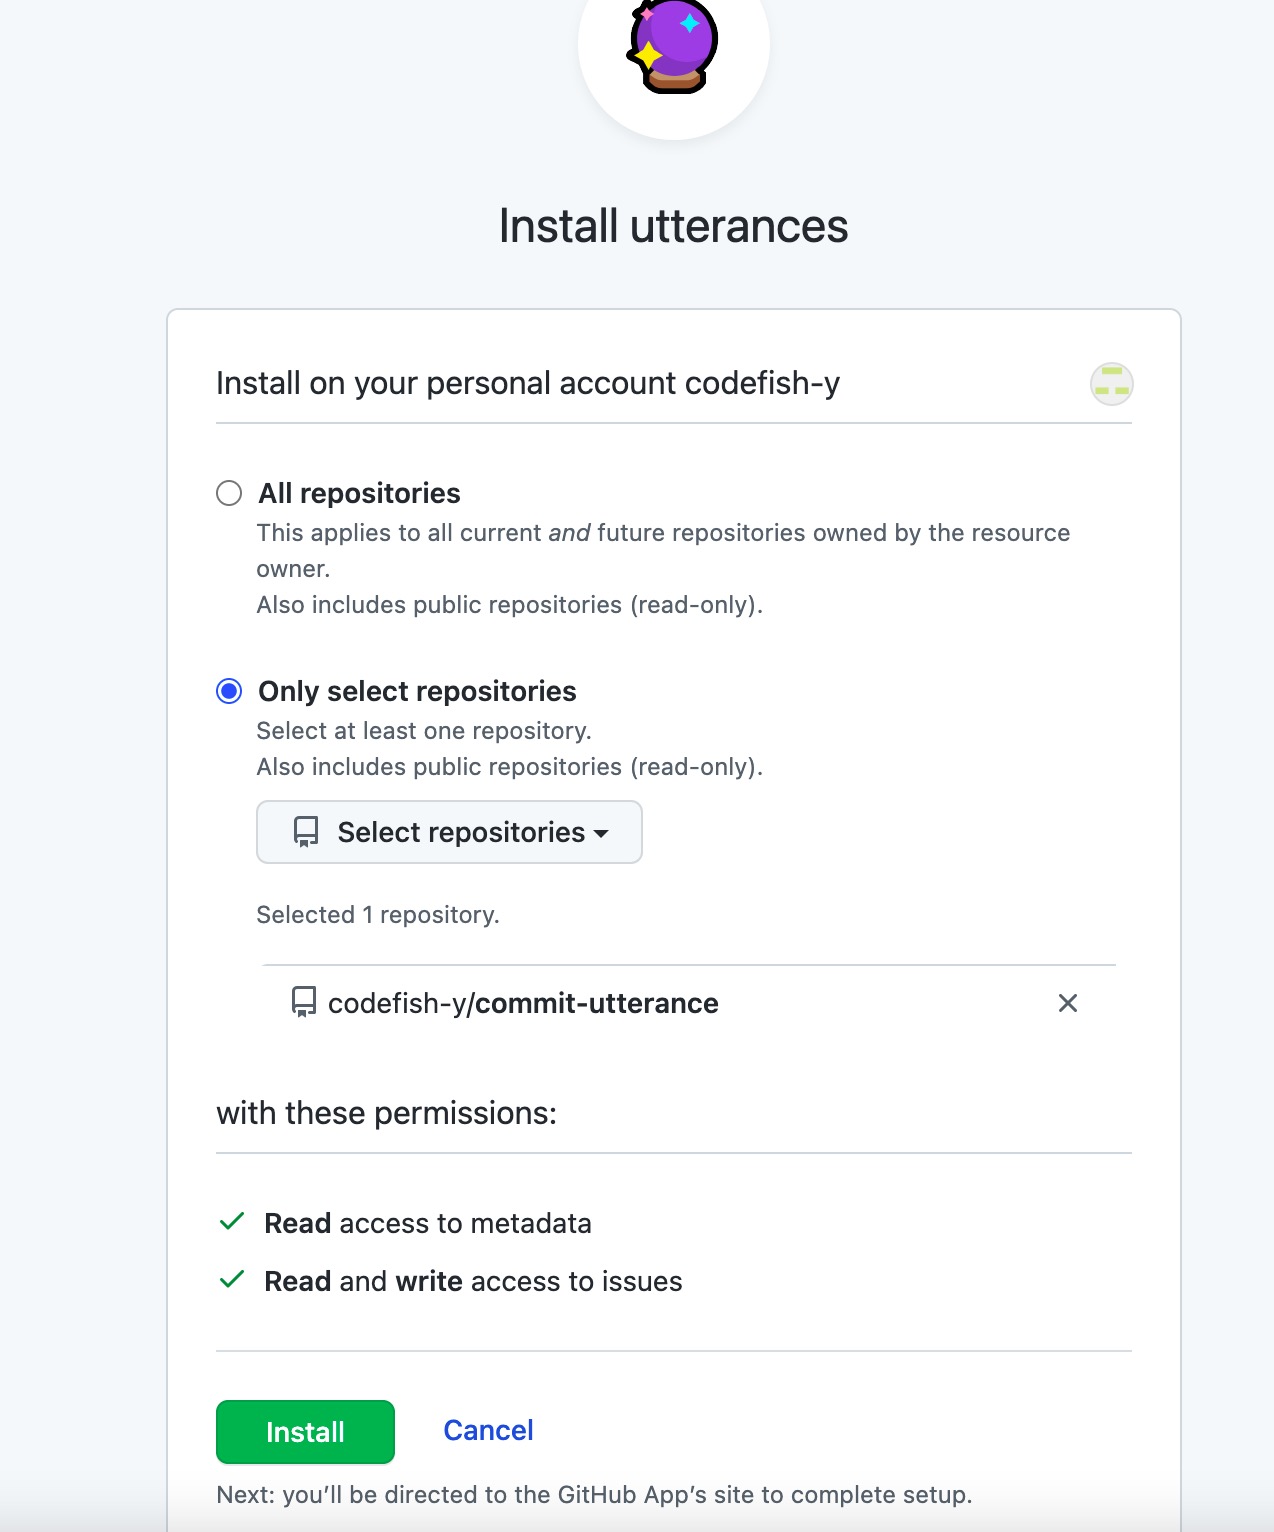 Install utterances
Install on your personal account codefish-y
All repositories
This applies to all current and future repositories owned by the resource
owner.
Also includes public repositories (read-only).
Only select repositories
Select at least one repository.
Also includes public repositories (read-only).
Select repositories
Selected 1 repository.
codefish-y/commit-utterance
with these permissions:
Read access to metadata
Read and write access to issues
Install Cancel
Next: you’ll be directed to the GitHub App’s site to complete setup.